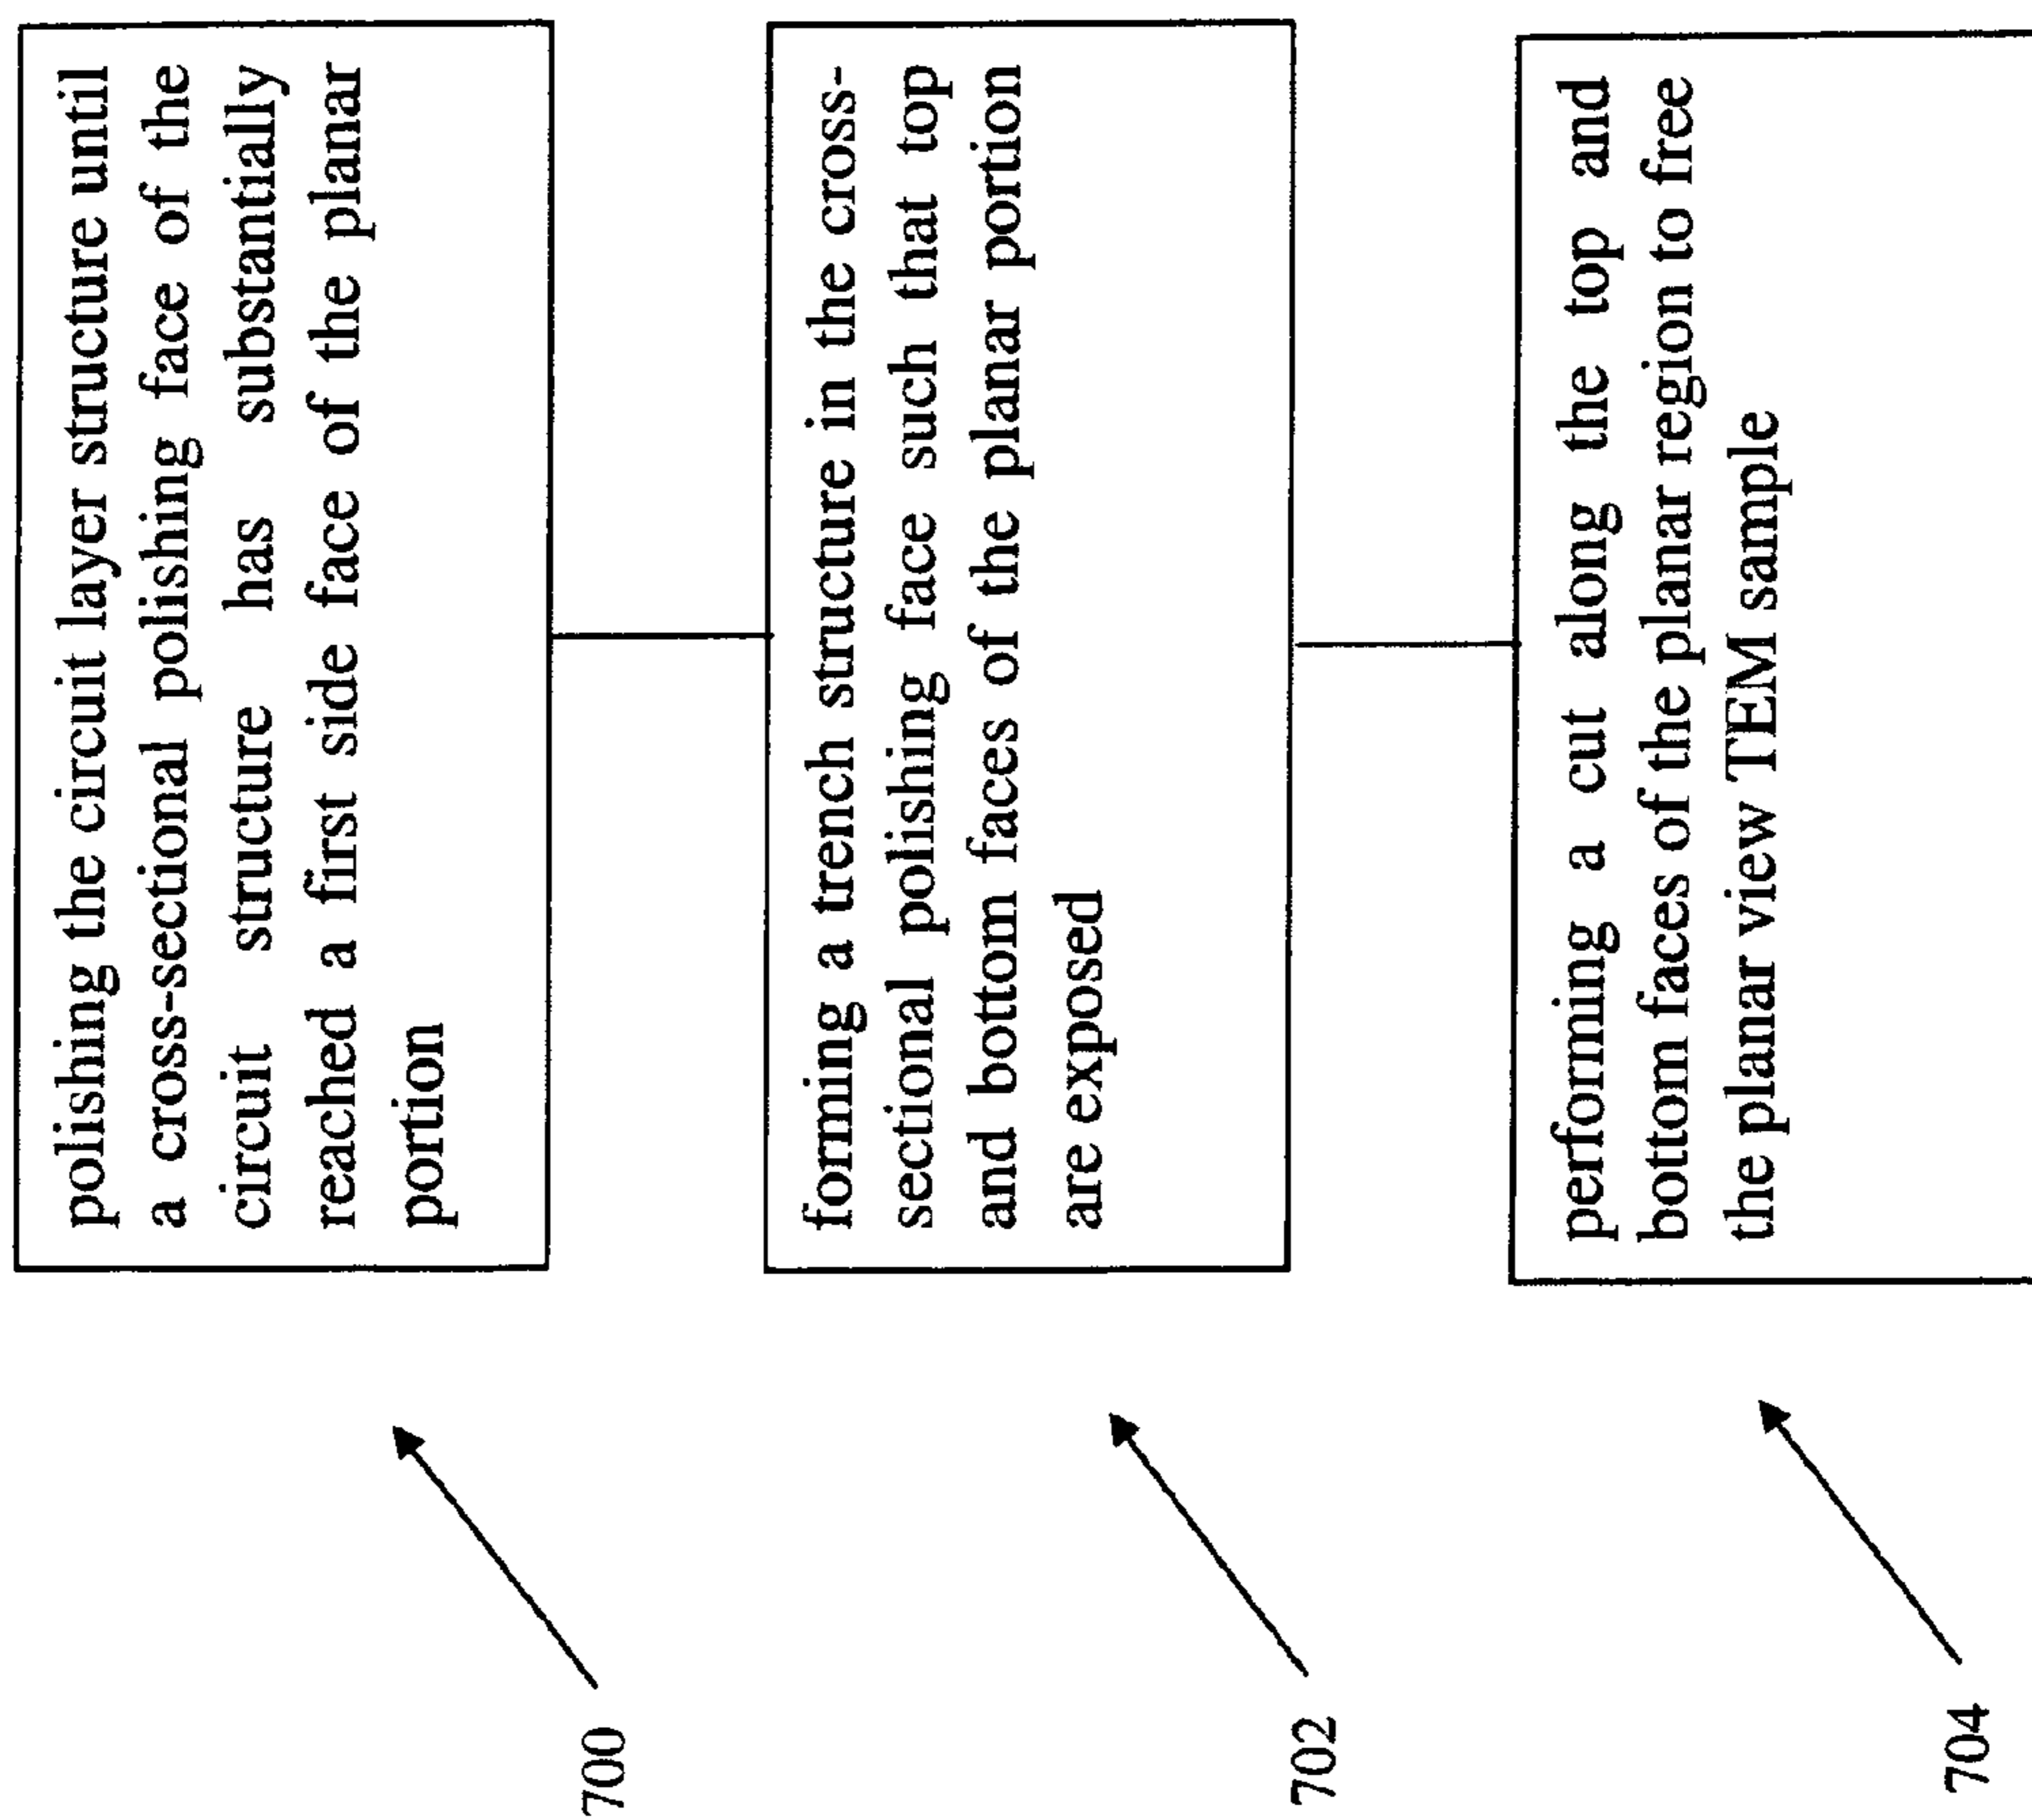 polishing the circuit layer structure until
a cross-sectional polishing face of the
circuit structure has substantially
reached a first side face of the planar
portion
700
forming a trench structure in the cross-
sectional polishing face such that top
and bottom faces of the planar portion
are exposed
702
performing a cut along the top and
bottom faces of the planar region to free
the planar view TEM sample
704